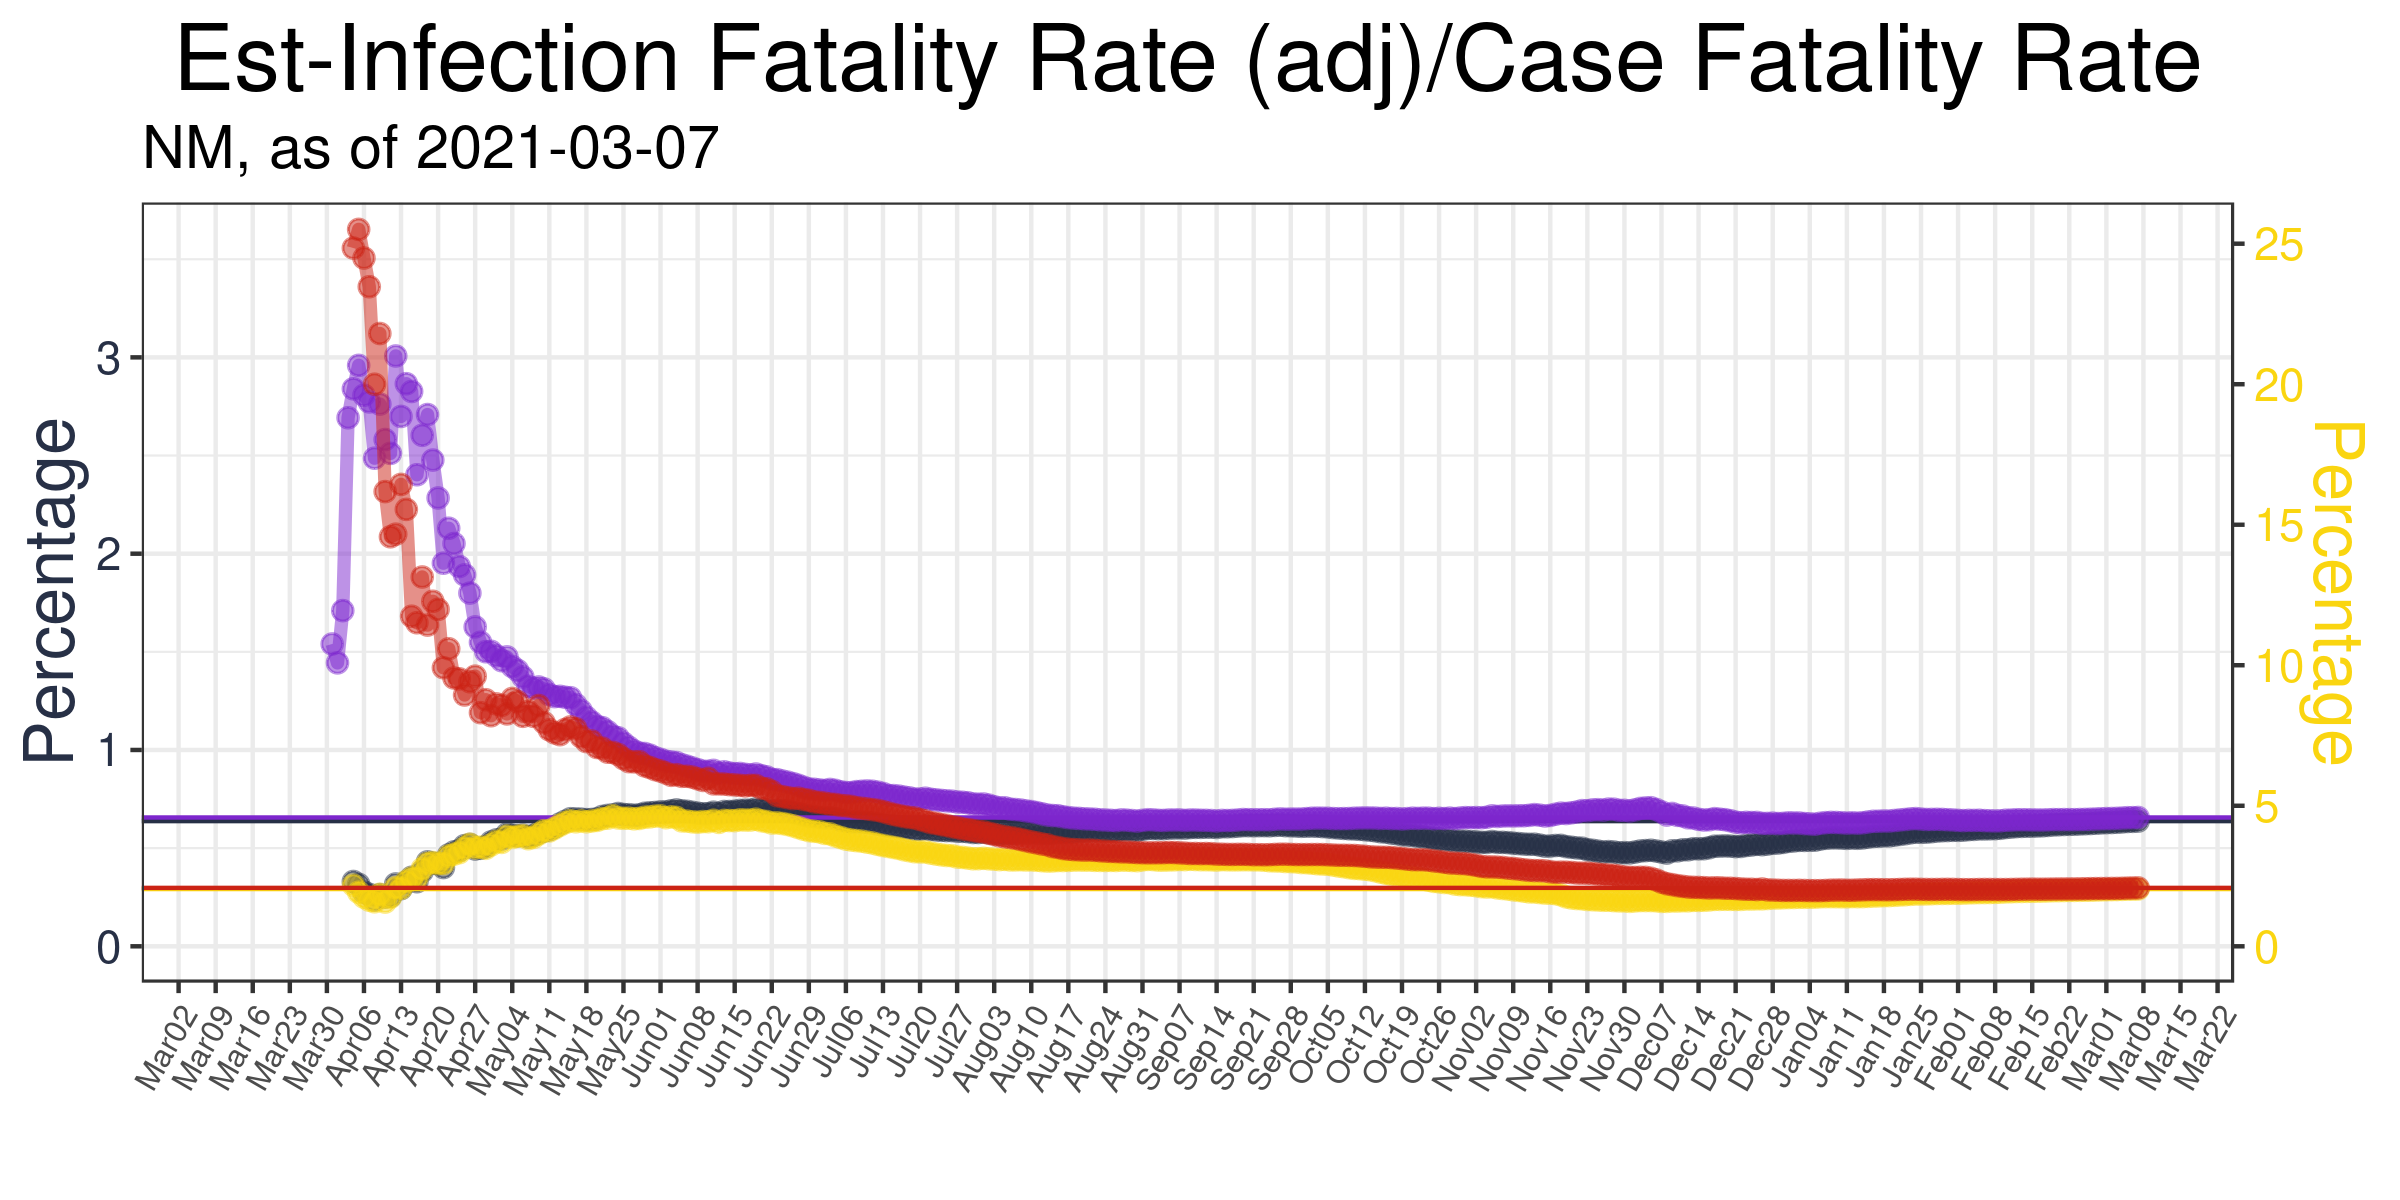 Est-Infection Fatality Rate (adj)/Case Fatality Rate
NM, as of 2021-03-07
Percentage
3
2
1
0
25
20
15
10
5
0
Percentage
Mar02
Mar09
Mar16
Mar23
Mar30
Apr06
Apr13
Apr20
Apr27
May04
May11
May18
May25
Jun01
Jun08
Jun15
Jun22
Jun29
Jul06
Jul13
Jul20
Jul27
Aug03
Aug10
Aug17
Aug24
Aug31
Sep07
Sep14
Sep21
Sep28
Oct05
Oct12
Oct19
Oct26
Nov02
Nov09
Nov16
Nov23
Nov30
Dec07
Dec14
Dec21
Dec28
Dec04
Jan11
Jan18
Jan25
Feb01
Feb08
Feb15
Feb22
Mar01
Mar08
Mar15
Mar22